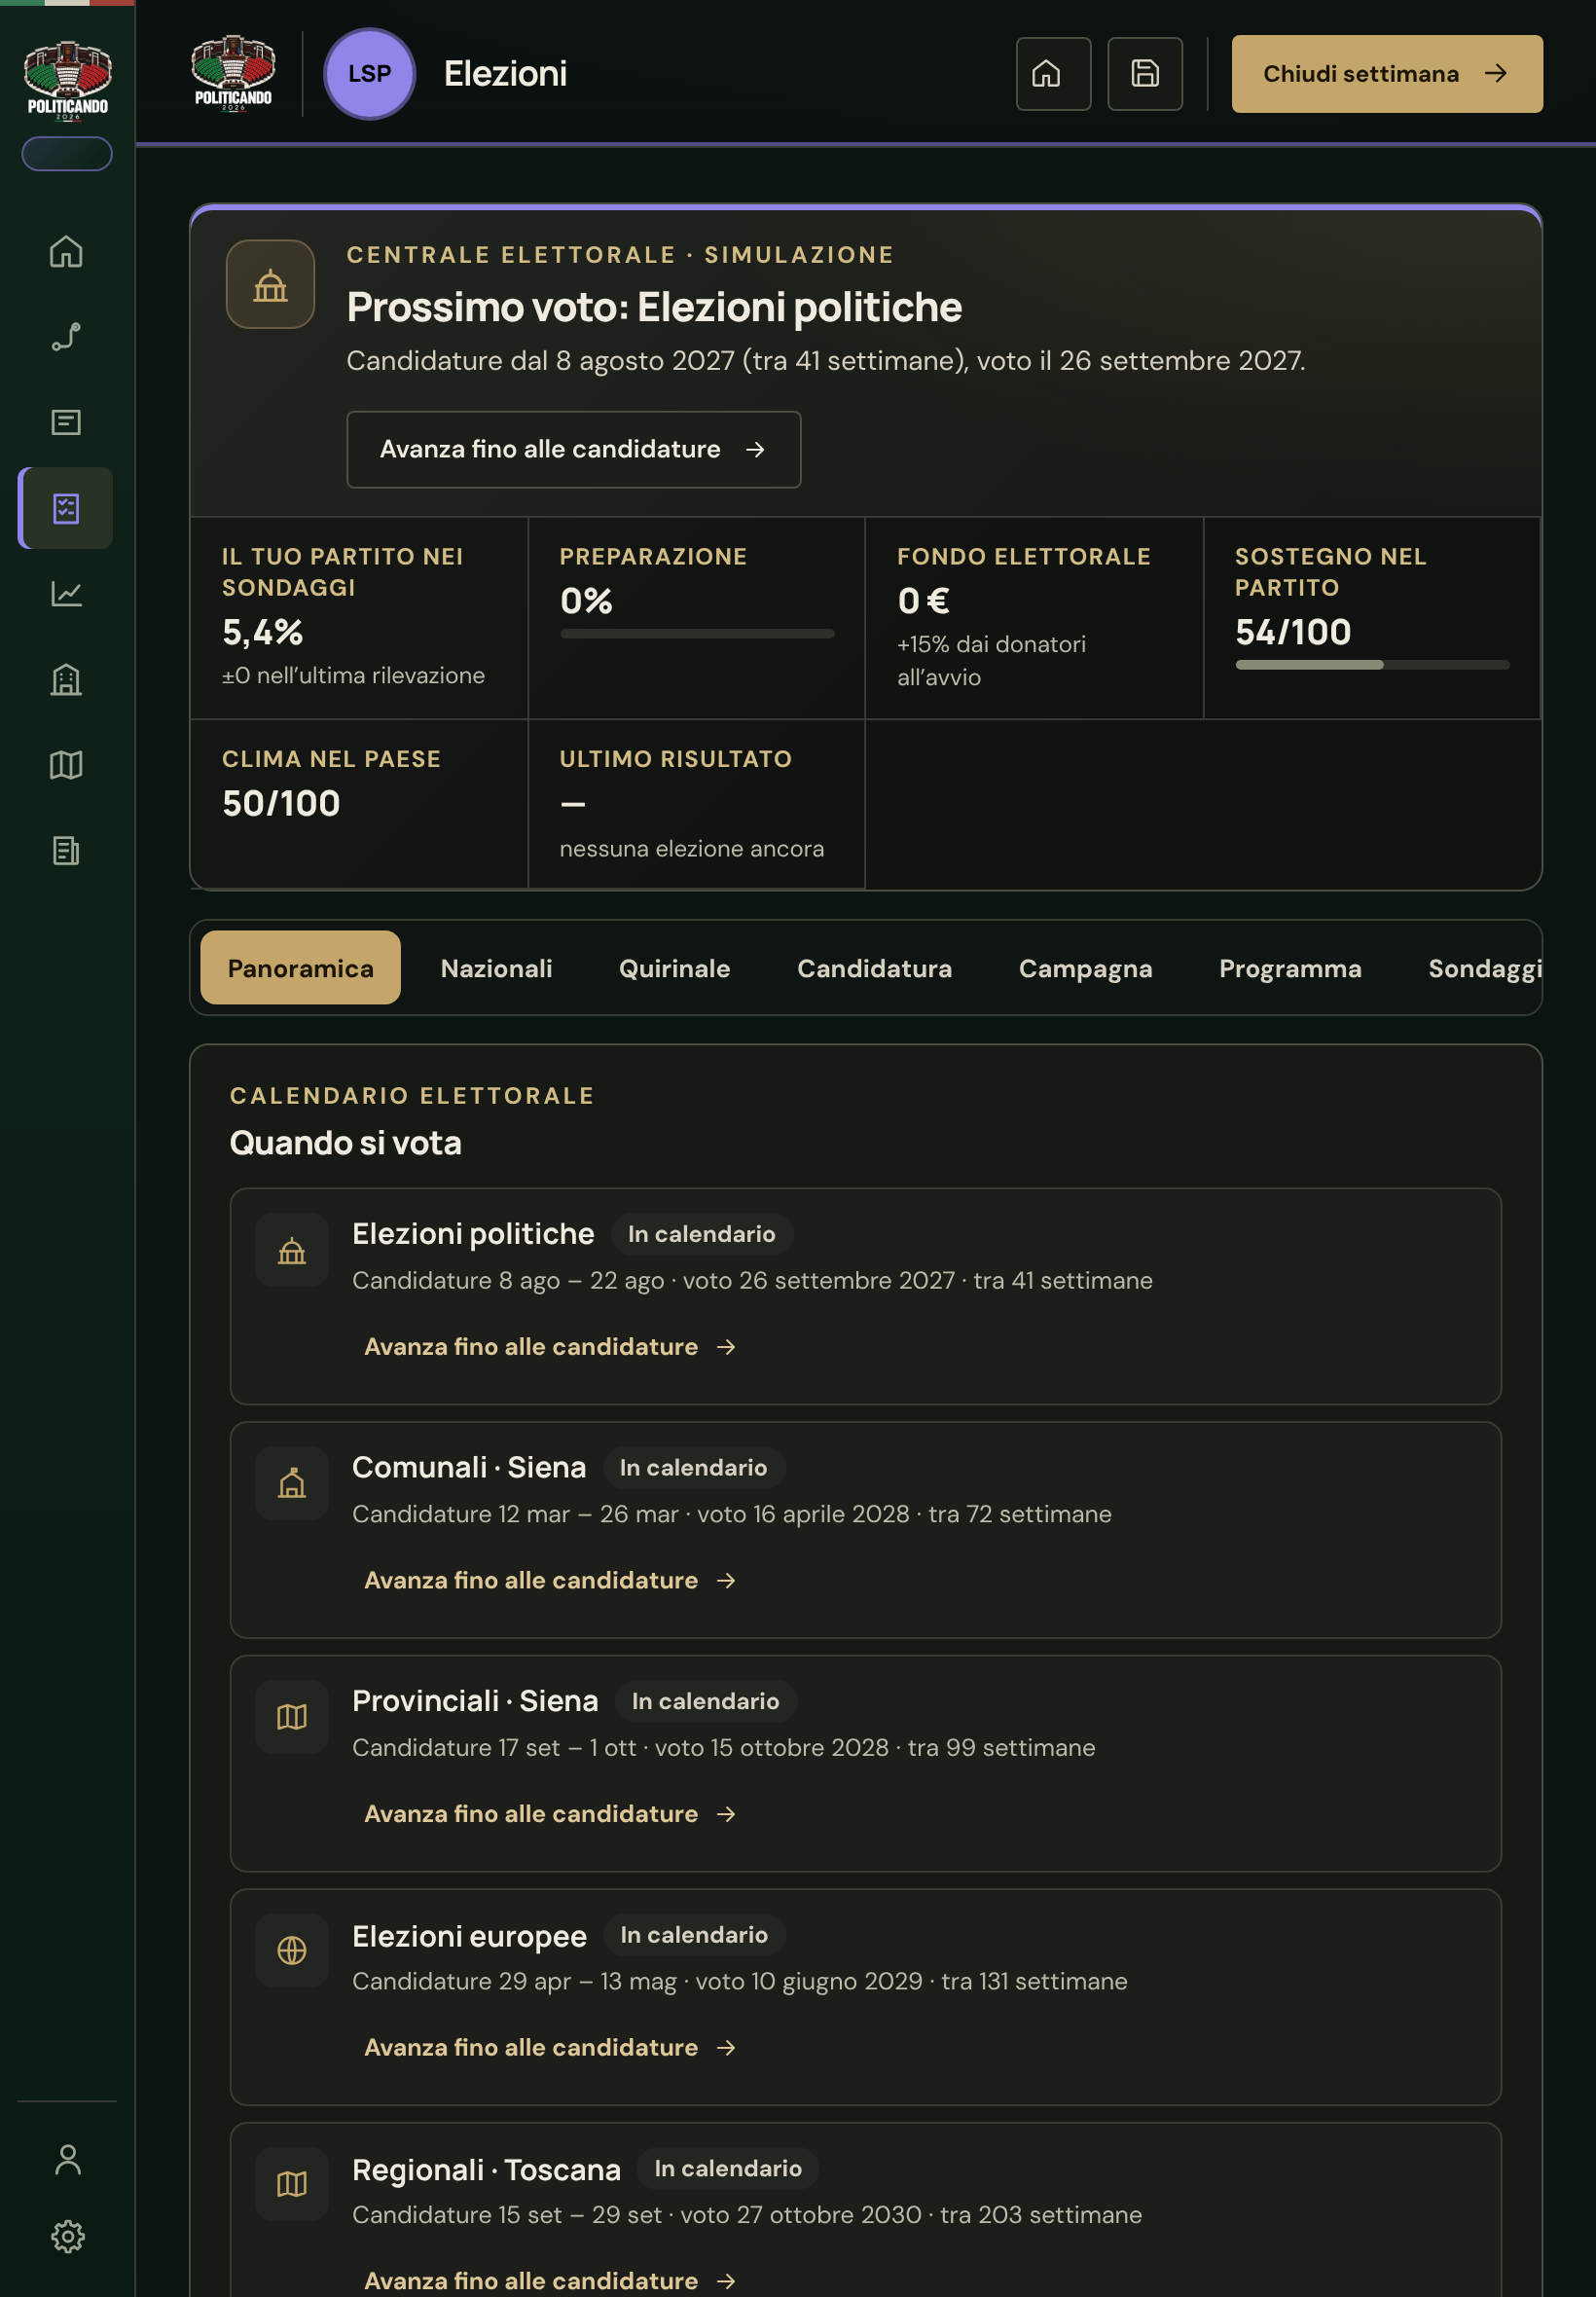 POLITICANDO
2026
POLITICANDO
2026
LSP
Elezioni
Chiudi settimana
CENTRALE ELETTORALE · SIMULAZIONE
Prossimo voto: Elezioni politiche
Candidature dal 8 agosto 2027 (tra 41 settimane), voto il 26 settembre 2027.
Avanza fino alle candidature →
IL TUO PARTITO NEI
SONDAGGI
5,4%
±0 nell’ultima rilevazione
PREPARAZIONE
0%
FONDO ELETTORALE
0 €
+15% dai donatori
all’avvio
SOSTEGNO NEL
PARTITO
54/100
CLIMA NEL PAESE
50/100
ULTIMO RISULTATO
—
nessuna elezione ancora
Panoramica Nazionali Quirinale Candidatura Campagna Programma Sondaggi
CALENDARIO ELETTORALE
Quando si vota
Elezioni politiche In calendario
Candidature 8 ago – 22 ago · voto 26 settembre 2027 · tra 41 settimane
Avanza fino alle candidature →
Comunali · Siena In calendario
Candidature 12 mar – 26 mar · voto 16 aprile 2028 · tra 72 settimane
Avanza fino alle candidature →
Provinciali · Siena In calendario
Candidature 17 set – 1 ott · voto 15 ottobre 2028 · tra 99 settimane
Avanza fino alle candidature →
Elezioni europee In calendario
Candidature 29 apr – 13 mag · voto 10 giugno 2029 · tra 131 settimane
Avanza fino alle candidature →
Regionali · Toscana In calendario
Candidature 15 set – 29 set · voto 27 ottobre 2030 · tra 203 settimane
Avanza fino alle candidature →